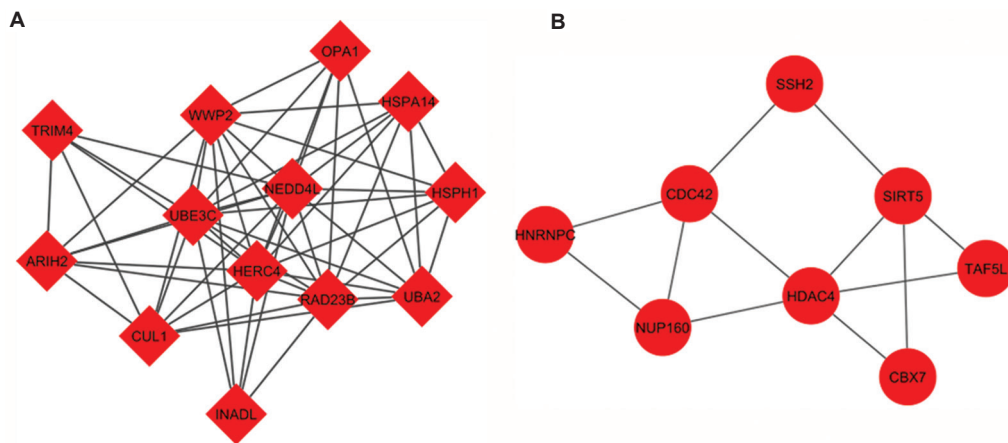 A
B
OPA1
HSPA14
WWP2
TRIM4
NEDD4L
HSPH1
UBE3C
ARIH2
HERC4
RAD23B
UBA2
CUL1
INADL
SSH2
CDC42
SIRT5
HNRNPC
TAF5L
HDAC4
NUP160
CBX7